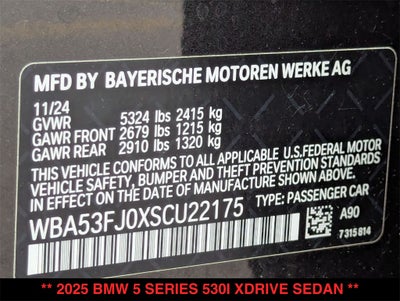 MFD BY BAYERISCHE MOTOREN WERKE AG
11/24
GVWR 5324 lbs 2415 kg
GAWR FRONT 2679 lbs 1215 kg
GAWR REAR 2910 lbs 1320 kg
THIS VEHICLE CONFORMS TO ALL APPLICABLE U.S.FEDERAL MOTOR
VEHICLE SAFETY, BUMPER AND THEFT PREVENTION STANDARDS
IN EFFECT ON THE DATE OF MANUFACTURE SHOWN ABOVE.
WBA53FJ0XSCU22175 TYPE: PASSENGER CAR
A90
7315814
** 2025 BMW 5 SERIES 530I XDRIVE SEDAN **